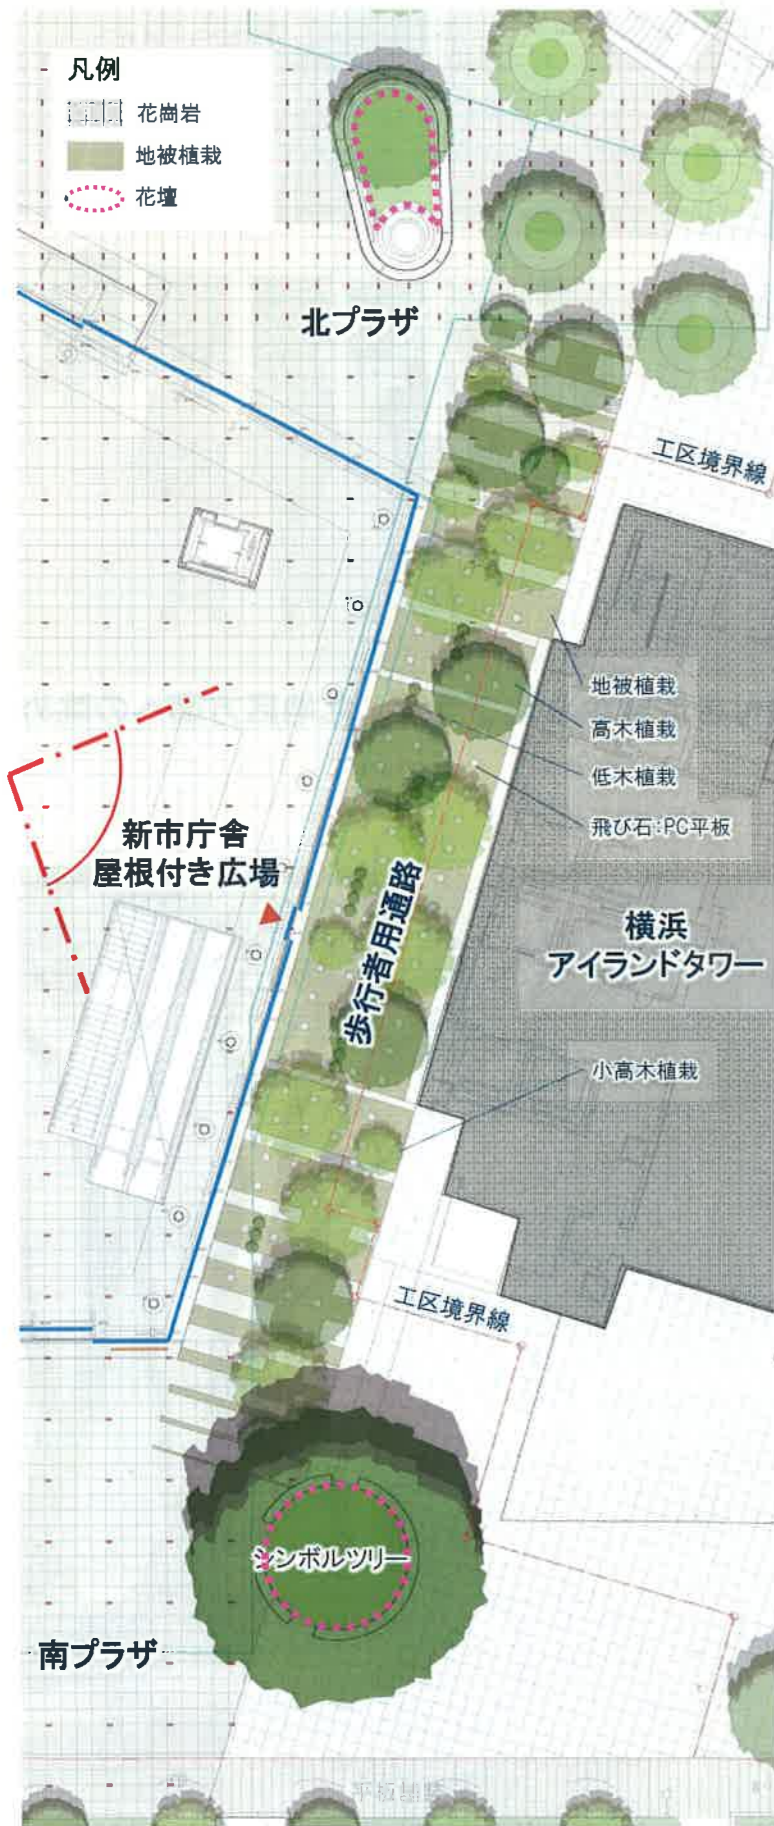 凡例
花崗岩
地被植栽
花壇
北プラザ
工区境界線
地被植栽
高木植栽
低木植栽
飛び石:PC平板
新市庁舎
屋根付き広場
歩行者用通路
横浜
アイランドタワー
小高木植栽
工区境界線
シンボルツリー
南プラザ